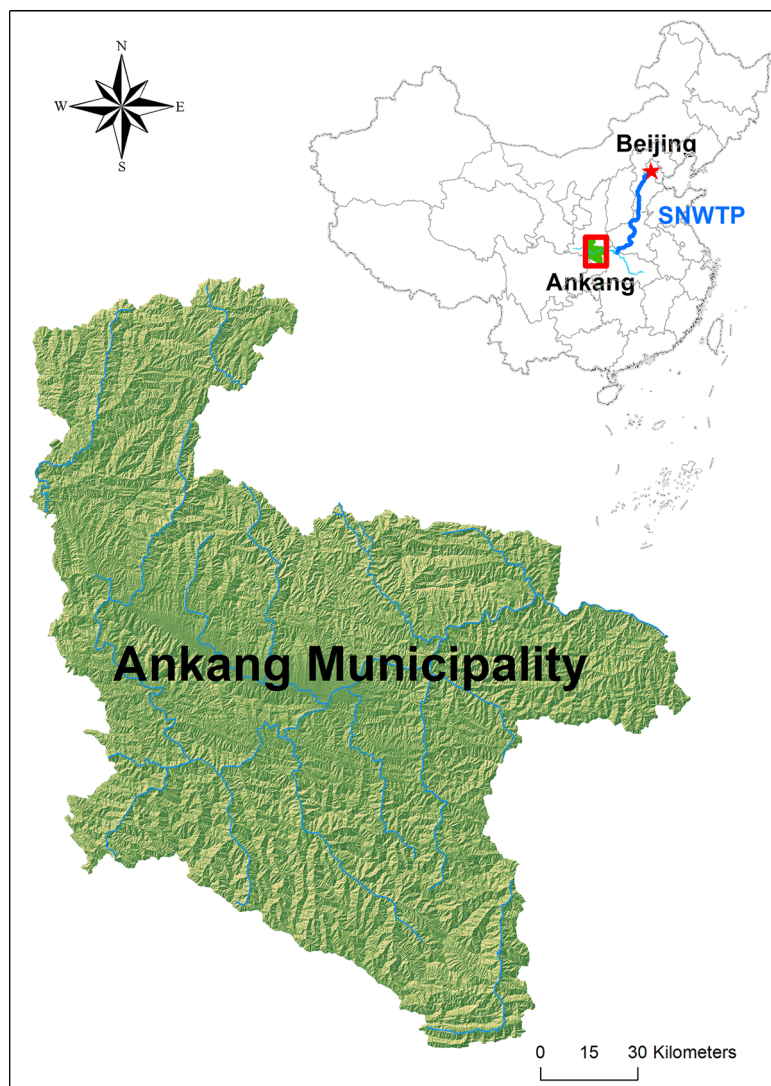 N
W E
S
Beijing
SNWTP
Ankang
Ankang Municipality
0 15 30 Kilometers